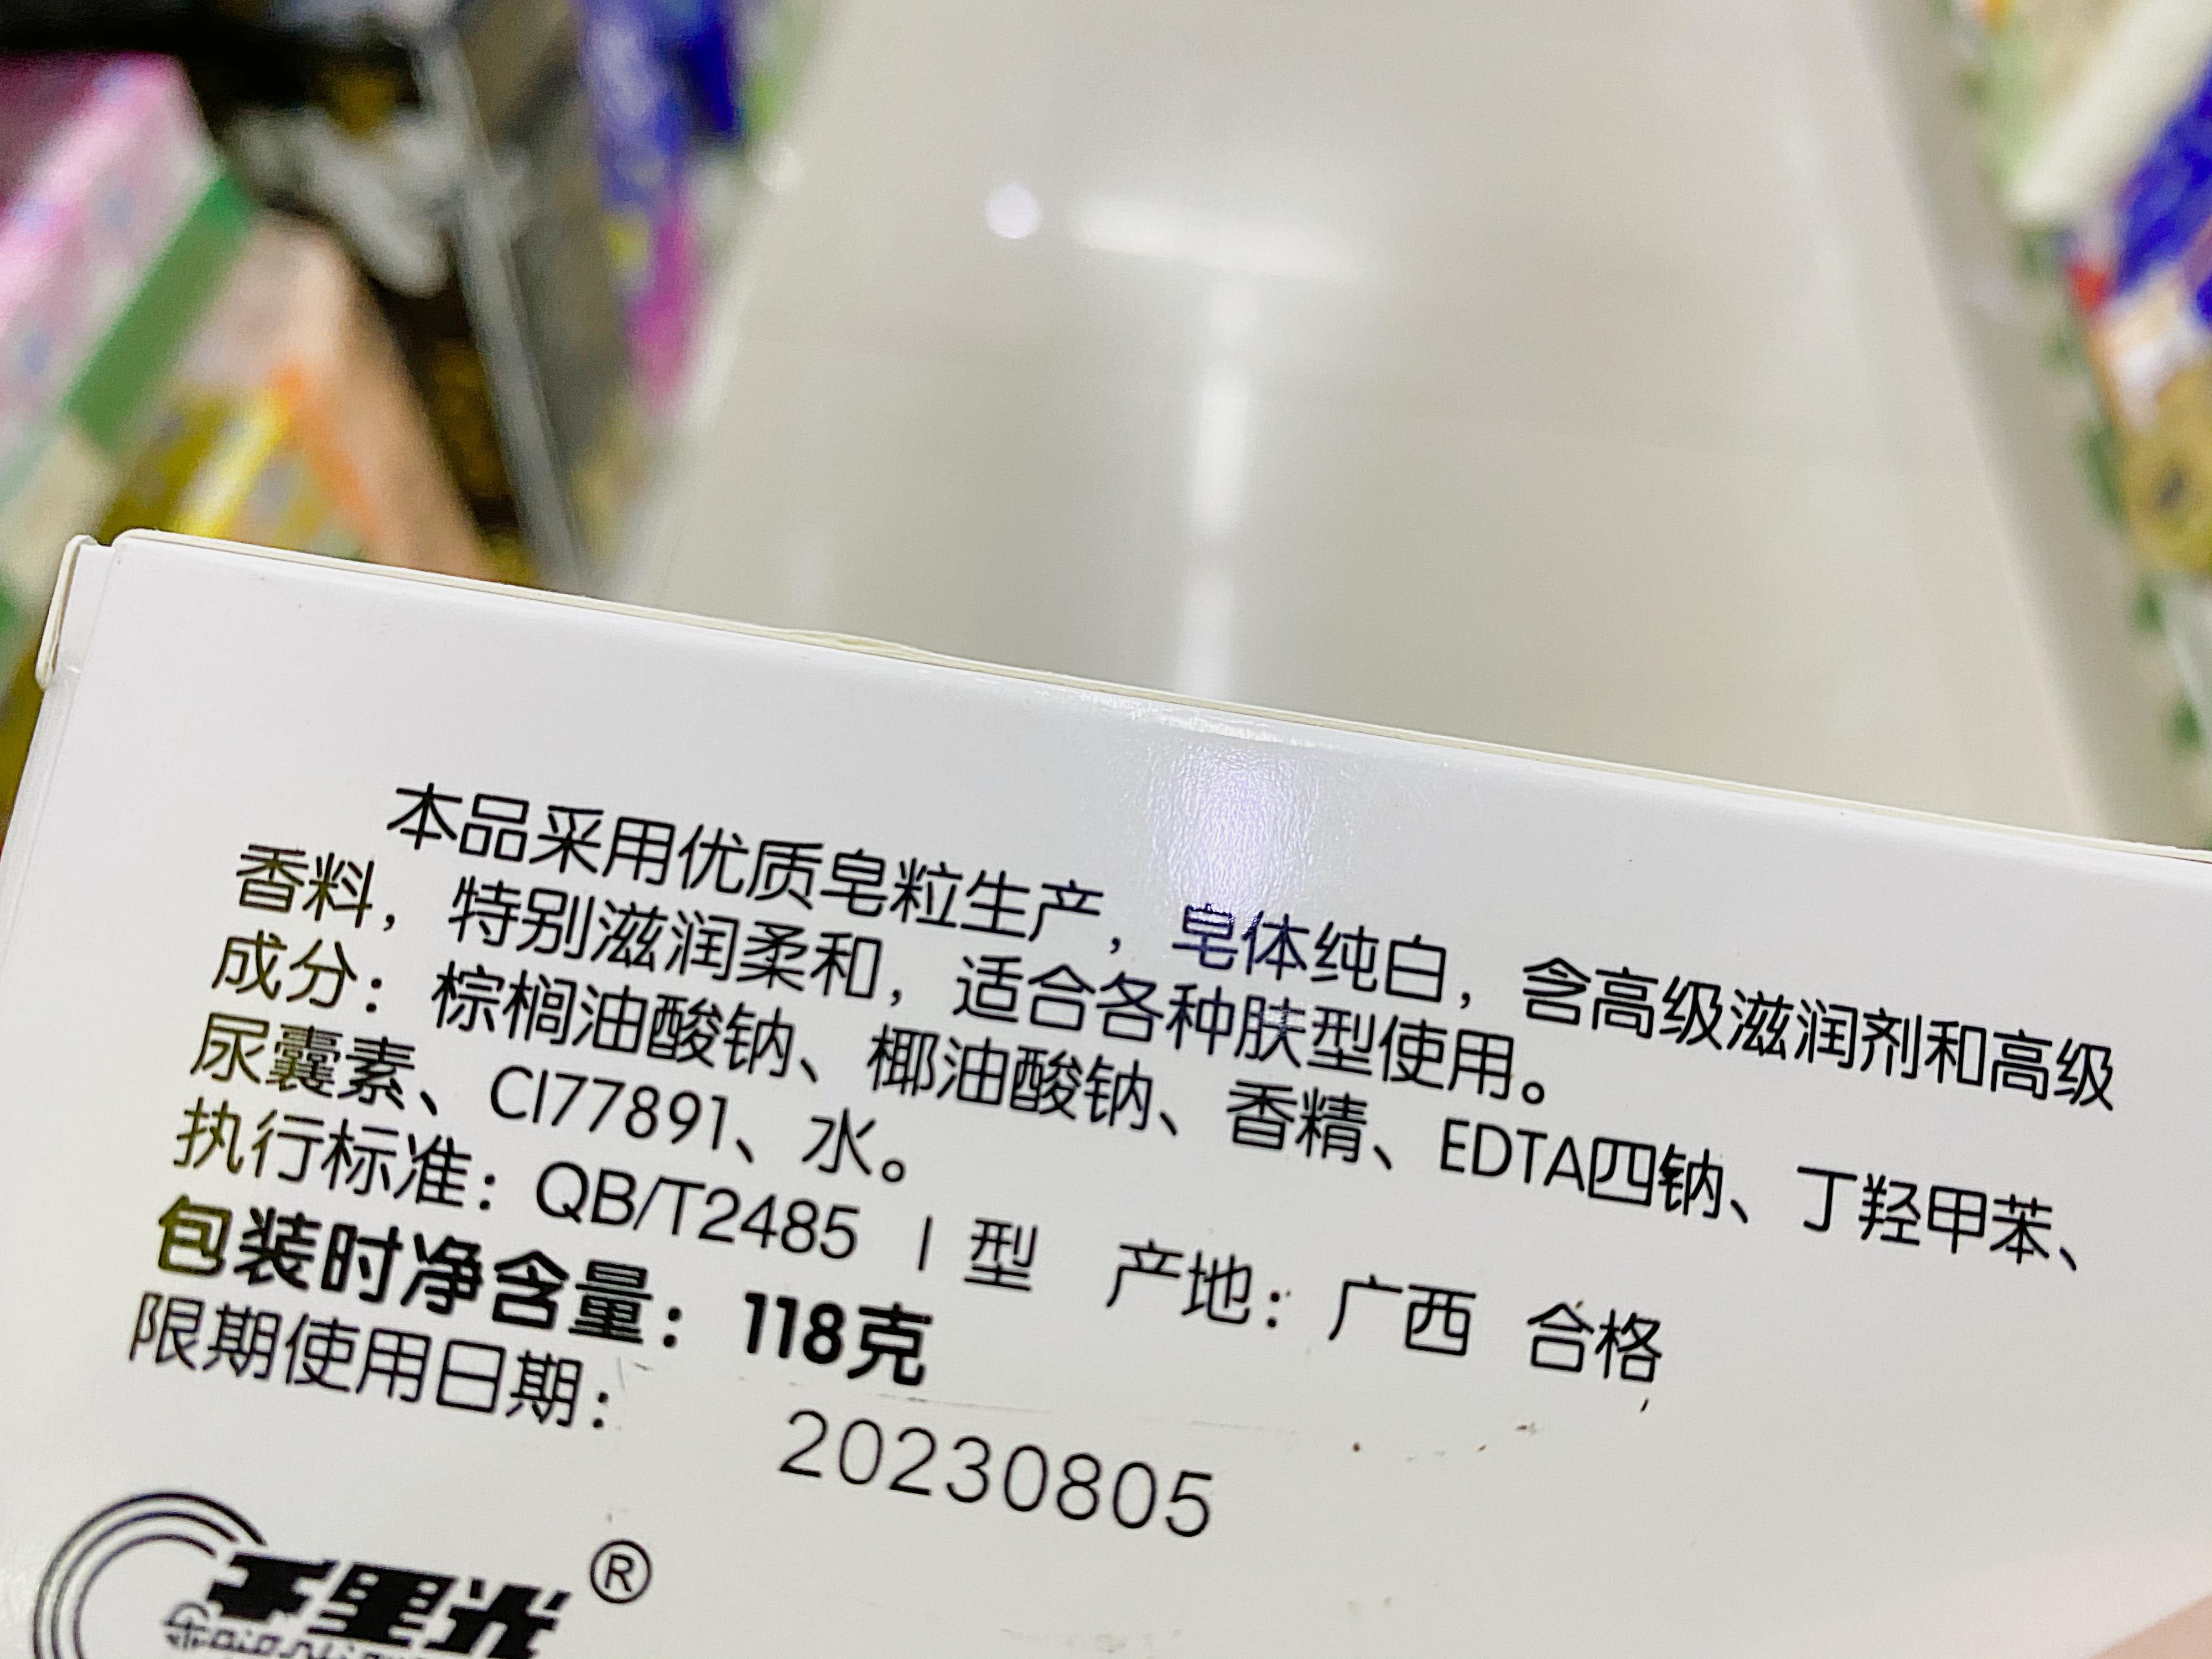 本品采用优质皂粒生产，皂体纯白，含高级滋润剂和高级
香料，特别滋润柔和，适合各种肤型使用。
成分：棕榈油酸钠、椰油酸钠、香精、EDTA四钠、丁羟甲苯、
尿囊素、CI77891、水。
执行标准：QB/T2485 I 型 产地：广西 合格
包装时净含量：118克
限期使用日期：
20230805
千里光®